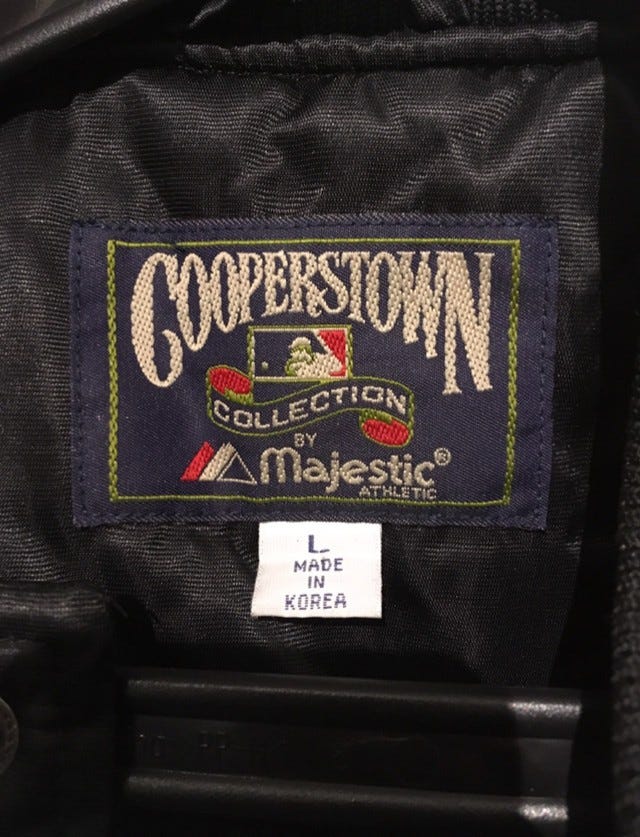 COOPERSTOWN
COLLECTION
BY
Majestic®
ATHLETIC
L
MADE
IN
KOREA